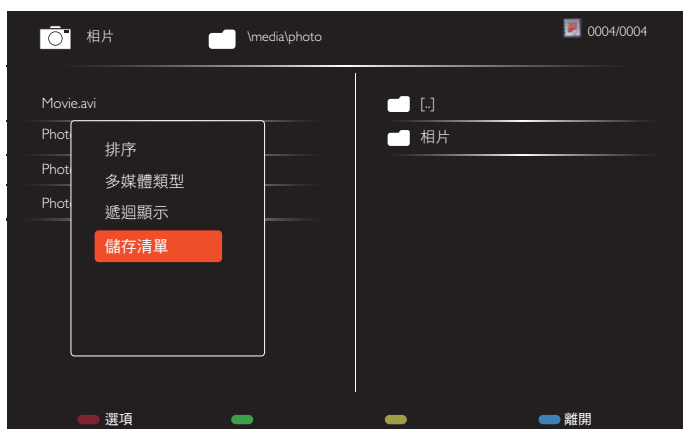 相片 \media\photo 0004/0004
Movie.avi
[..]
Phot
相片
Phot
Phot
排序
多媒體類型
遞迴顯示
儲存清單
選項 離開